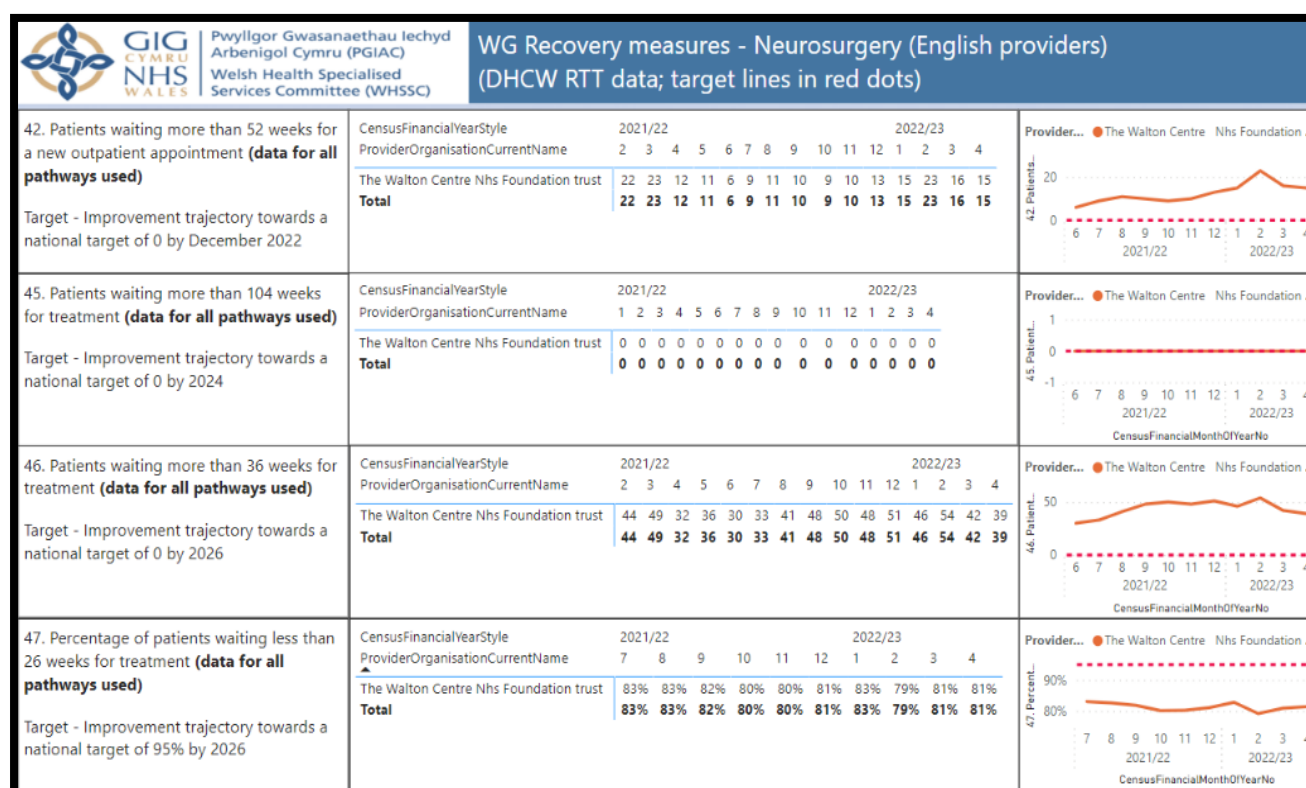 GIG
CYMRU
NHS
WALES
Pwyllgor Gwasanaethau Iechyd
Arbenigol Cymru (PGIAC)
Welsh Health Specialised
Services Committee (WHSSC)
WG Recovery measures - Neurosurgery (English providers)
(DHCW RTT data; target lines in red dots)
42. Patients waiting more than 52 weeks for
a new outpatient appointment (data for all
pathways used)
Target - Improvement trajectory towards a
national target of 0 by December 2022
CensusFinancialYearStyle 2021/22 2022/23
ProviderOrganisationCurrentName 2 3 4 5 6 7 8 9 10 11 12 1 2 3 4
The Walton Centre Nhs Foundation trust 22 23 12 11 6 9 11 10 9 10 13 15 23 16 15
Total 22 23 12 11 6 9 11 10 9 10 13 15 23 16 15
Provider... The Walton Centre Nhs Foundation
42. Patients...
20
0
6 7 8 9 10 11 12 1 2 3 4
2021/22 2022/23
45. Patients waiting more than 104 weeks
for treatment (data for all pathways used)
Target - Improvement trajectory towards a
national target of 0 by 2024
CensusFinancialYearStyle 2021/22 2022/23
ProviderOrganisationCurrentName 1 2 3 4 5 6 7 8 9 10 11 12 1 2 3 4
The Walton Centre Nhs Foundation trust 0 0 0 0 0 0 0 0 0 0 0 0 0 0 0 0
Total 0 0 0 0 0 0 0 0 0 0 0 0 0 0 0 0
Provider... The Walton Centre Nhs Foundation
45. Patient...
1
0
-1
6 7 8 9 10 11 12 1 2 3 4
2021/22 2022/23
CensusFinancialMonthOfYearNo
46. Patients waiting more than 36 weeks for
treatment (data for all pathways used)
Target - Improvement trajectory towards a
national target of 0 by 2026
CensusFinancialYearStyle 2021/22 2022/23
ProviderOrganisationCurrentName 2 3 4 5 6 7 8 9 10 11 12 1 2 3 4
The Walton Centre Nhs Foundation trust 44 49 32 36 30 33 41 48 50 48 51 46 54 42 39
Total 44 49 32 36 30 33 41 48 50 48 51 46 54 42 39
Provider... The Walton Centre Nhs Foundation
46. Patient...
50
0
6 7 8 9 10 11 12 1 2 3 4
2021/22 2022/23
CensusFinancialMonthOfYearNo
47. Percentage of patients waiting less than
26 weeks for treatment (data for all
pathways used)
Target - Improvement trajectory towards a
national target of 95% by 2026
CensusFinancialYearStyle 2021/22 2022/23
ProviderOrganisationCurrentName 7 8 9 10 11 12 1 2 3 4
The Walton Centre Nhs Foundation trust 83% 83% 82% 80% 80% 81% 83% 79% 81% 81%
Total 83% 83% 82% 80% 80% 81% 83% 79% 81% 81%
Provider... The Walton Centre Nhs Foundation
47. Percent...
90%
80%
7 8 9 10 11 12 1 2 3 4
2021/22 2022/23
CensusFinancialMonthOfYearNo